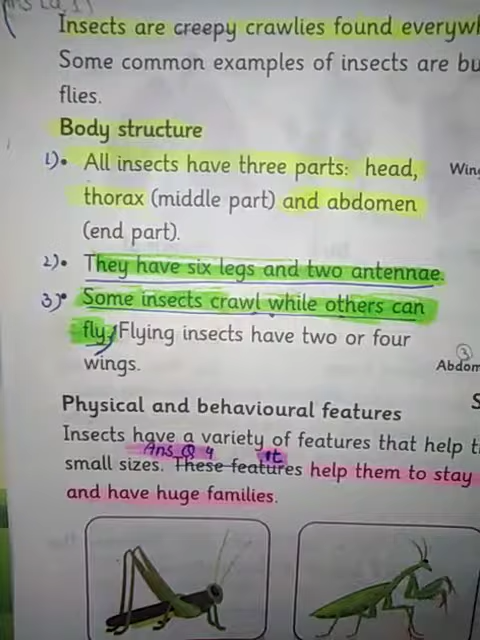 Insects are creepy crawlies found everywh
Some common examples of insects are bu
flies.
Body structure
1)• All insects have three parts: head,
Wing
thorax (middle part) and abdomen
(end part).
2)• They have six legs and two antennae.
3)• Some insects crawl while others can
fly. Flying insects have two or four
3
wings.
Abdom
Physical and behavioural features
S
Insects have a variety of features that help t
Ans Q 4 it
small sizes. These features help them to stay
and have huge families.